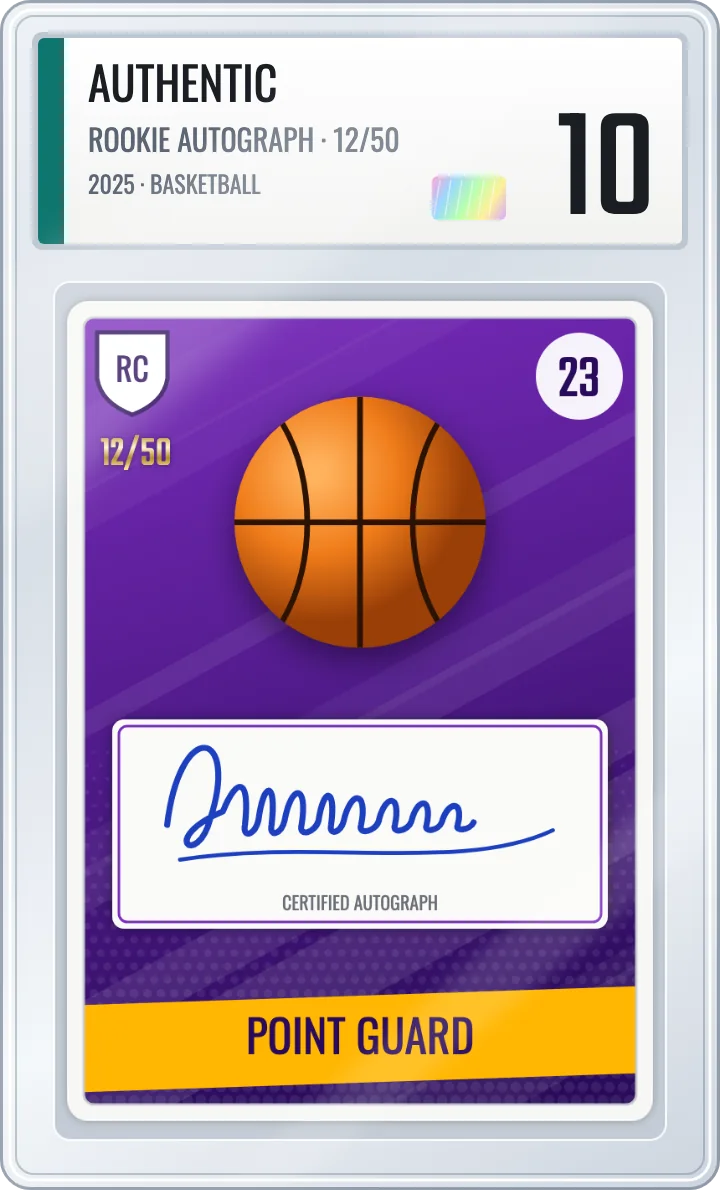 AUTHENTIC
ROOKIE AUTOGRAPH · 12/50
2025 · BASKETBALL
10
RC
23
12/50
CERTIFIED AUTOGRAPH
POINT GUARD